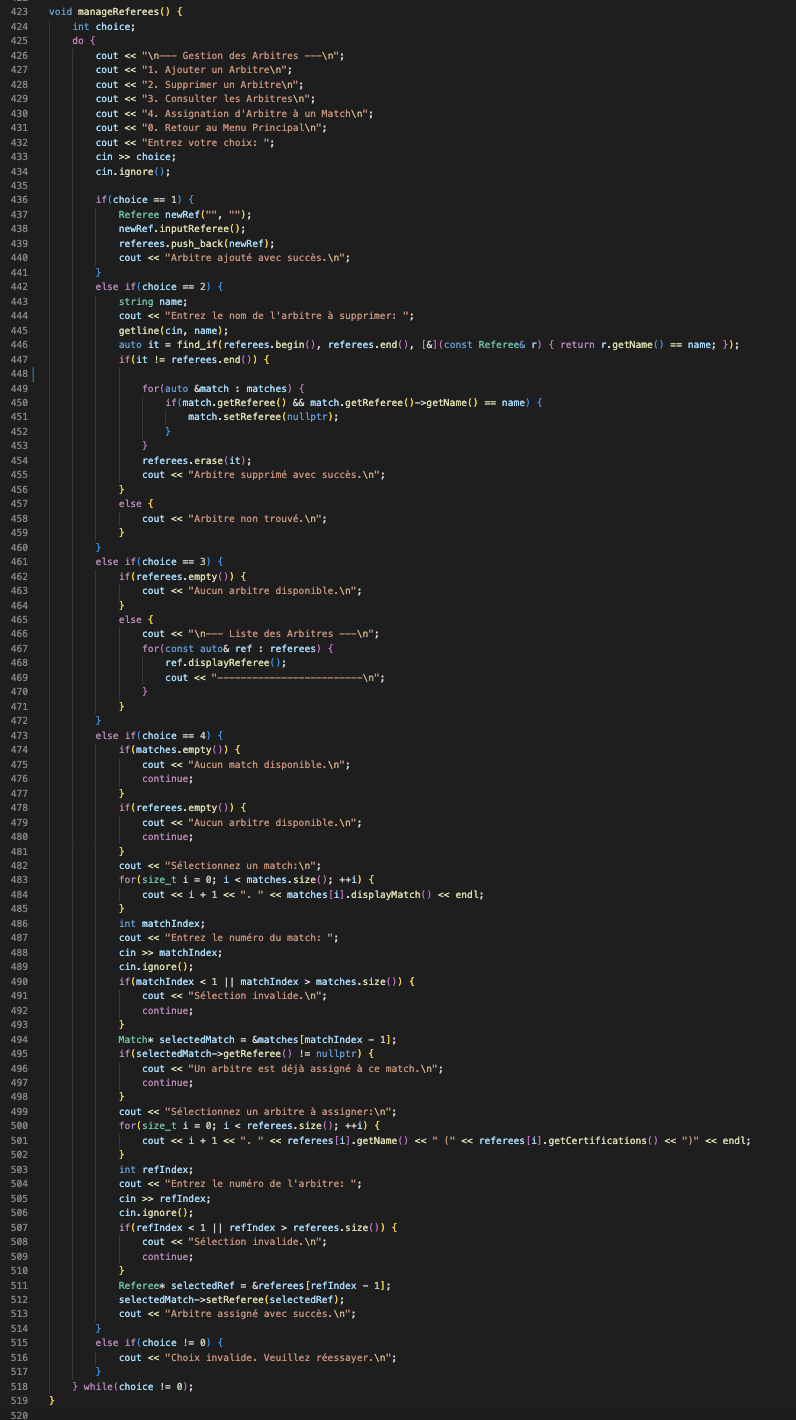 423 void manageReferees() {
424     int choice;
425     do {
426         cout << "\n--- Gestion des Arbitres ---\n";
427         cout << "1. Ajouter un Arbitre\n";
428         cout << "2. Supprimer un Arbitre\n";
429         cout << "3. Consulter les Arbitres\n";
430         cout << "4. Assignation d'Arbitre à un Match\n";
431         cout << "0. Retour au Menu Principal\n";
432         cout << "Entrez votre choix: ";
433         cin >> choice;
434         cin.ignore();
435
436         if(choice == 1) {
437             Referee newRef("", "");
438             newRef.inputReferee();
439             referees.push_back(newRef);
440             cout << "Arbitre ajouté avec succès.\n";
441         }
442         else if(choice == 2) {
443             string name;
444             cout << "Entrez le nom de l'arbitre à supprimer: ";
445             getline(cin, name);
446             auto it = find_if(referees.begin(), referees.end(), [&](const Referee& r) { return r.getName() == name; });
447             if(it != referees.end()) {
448
449                 for(auto &match : matches) {
450                     if(match.getReferee() && match.getReferee()->getName() == name) {
451                         match.setReferee(nullptr);
452                     }
453                 }
454                 referees.erase(it);
455                 cout << "Arbitre supprimé avec succès.\n";
456             }
457             else {
458                 cout << "Arbitre non trouvé.\n";
459             }
460         }
461         else if(choice == 3) {
462             if(referees.empty()) {
463                 cout << "Aucun arbitre disponible.\n";
464             }
465             else {
466                 cout << "\n--- Liste des Arbitres ---\n";
467                 for(const auto& ref : referees) {
468                     ref.displayReferee();
469                     cout << "-------------------------\n";
470                 }
471             }
472         }
473         else if(choice == 4) {
474             if(matches.empty()) {
475                 cout << "Aucun match disponible.\n";
476                 continue;
477             }
478             if(referees.empty()) {
479                 cout << "Aucun arbitre disponible.\n";
480                 continue;
481             }
482             cout << "Sélectionnez un match:\n";
483             for(size_t i = 0; i < matches.size(); ++i) {
484                 cout << i + 1 << ". " << matches[i].displayMatch() << endl;
485             }
486             int matchIndex;
487             cout << "Entrez le numéro du match: ";
488             cin >> matchIndex;
489             cin.ignore();
490             if(matchIndex < 1 || matchIndex > matches.size()) {
491                 cout << "Sélection invalide.\n";
492                 continue;
493             }
494             Match* selectedMatch = &matches[matchIndex - 1];
495             if(selectedMatch->getReferee() != nullptr) {
496                 cout << "Un arbitre est déjà assigné à ce match.\n";
497                 continue;
498             }
499             cout << "Sélectionnez un arbitre à assigner:\n";
500             for(size_t i = 0; i < referees.size(); ++i) {
501                 cout << i + 1 << ". " << referees[i].getName() << " (" << referees[i].getCertifications() << ")" << endl;
502             }
503             int refIndex;
504             cout << "Entrez le numéro de l'arbitre: ";
505             cin >> refIndex;
506             cin.ignore();
507             if(refIndex < 1 || refIndex > referees.size()) {
508                 cout << "Sélection invalide.\n";
509                 continue;
510             }
511             Referee* selectedRef = &referees[refIndex - 1];
512             selectedMatch->setReferee(selectedRef);
513             cout << "Arbitre assigné avec succès.\n";
514         }
515         else if(choice != 0) {
516             cout << "Choix invalide. Veuillez réessayer.\n";
517         }
518     } while(choice != 0);
519 }
520